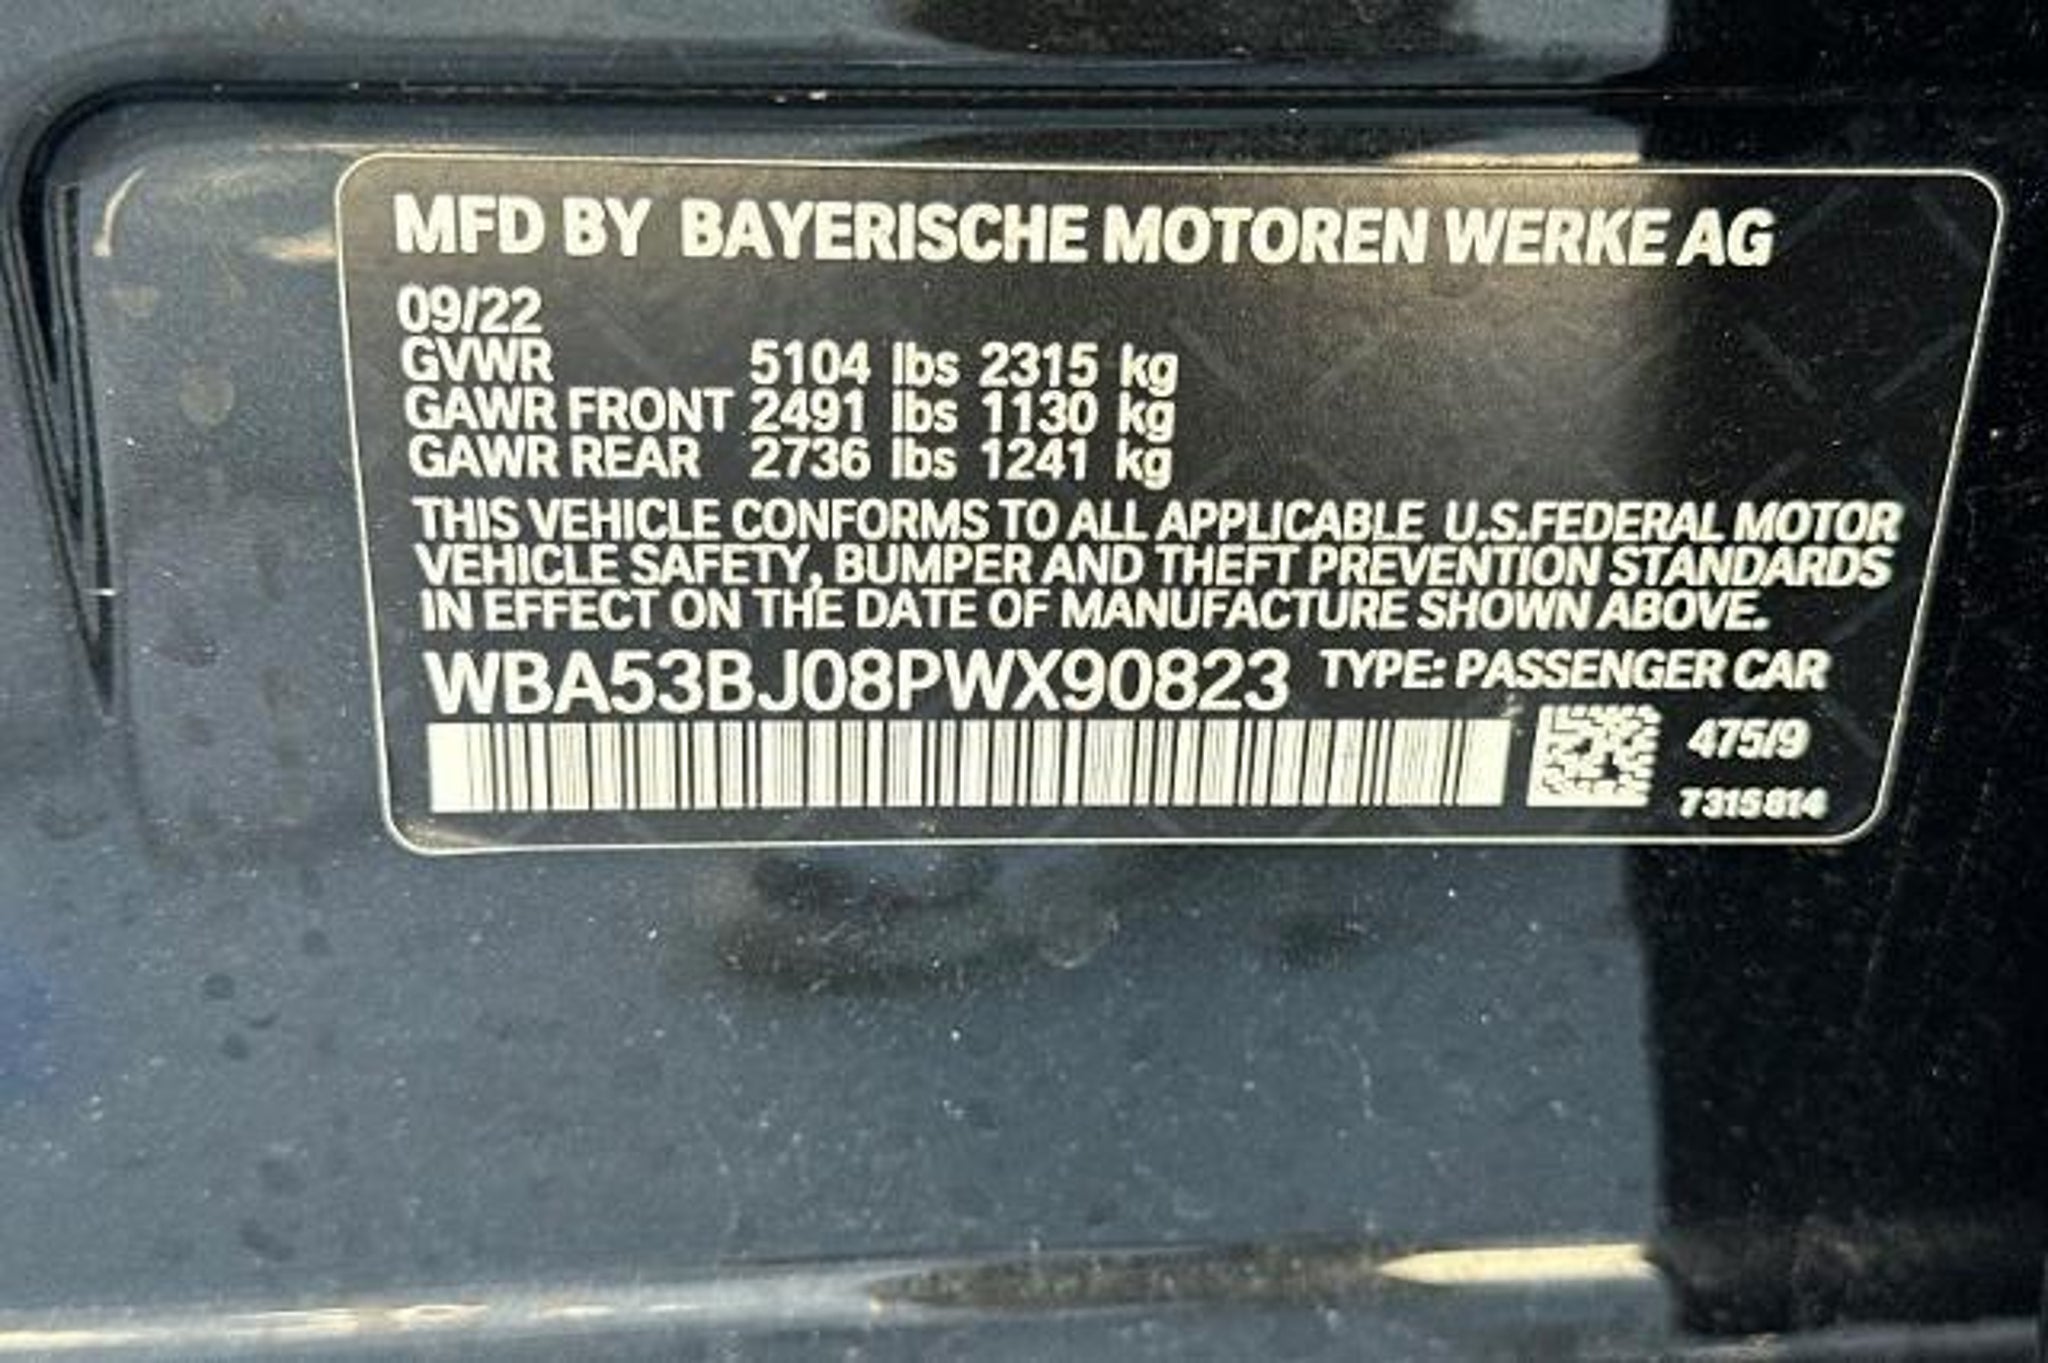 MFD BY BAYERISCHE MOTOREN WERKE AG
09/22
GVWR 5104 lbs 2315 kg
GAWR FRONT 2491 lbs 1130 kg
GAWR REAR 2736 lbs 1241 kg
THIS VEHICLE CONFORMS TO ALL APPLICABLE U.S.FEDERAL MOTOR
VEHICLE SAFETY, BUMPER AND THEFT PREVENTION STANDARDS
IN EFFECT ON THE DATE OF MANUFACTURE SHOWN ABOVE.
WBA53BJ08PWX90823 TYPE: PASSENGER CAR
475/9
7315814